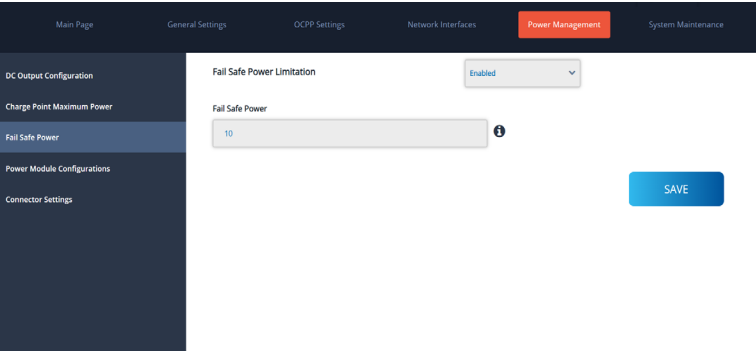 Main Page
General Settings
OCPP Settings
Network Interfaces
Power Management
System Maintenance
DC Output Configuration
Charge Point Maximum Power
Fail Safe Power
Power Module Configurations
Connector Settings
Fail Safe Power Limitation
Enabled
Fail Safe Power
10
SAVE